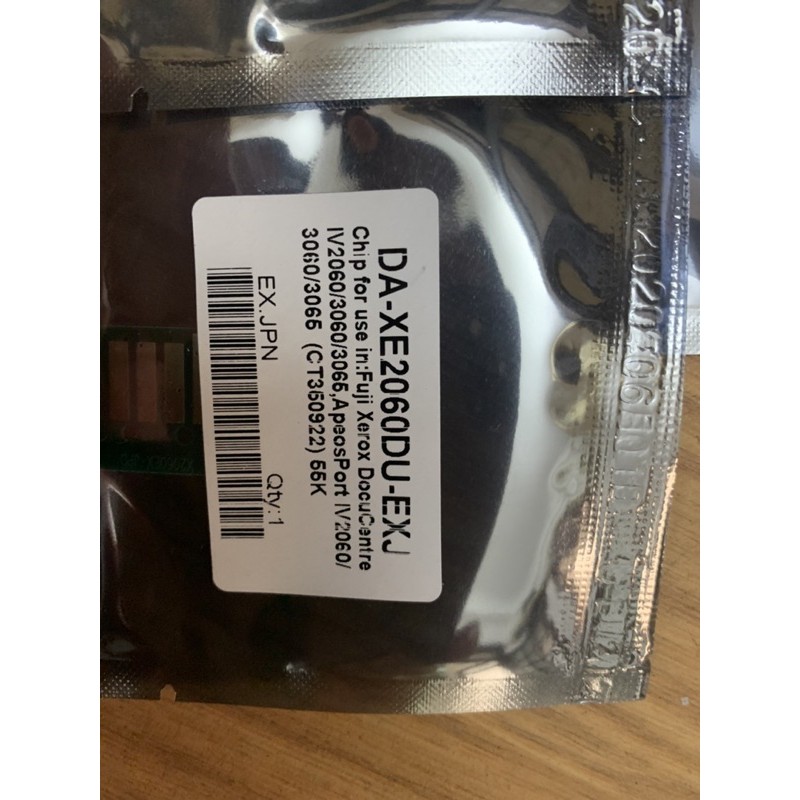 DA-XE2060DU-EXJ
Chip for use in:Fuji Xerox DocuCentre
IV2060/3060/3065,ApeosPort IV2060/
3060/3065 (CT350922) 55K
EX.JPN Qty:1